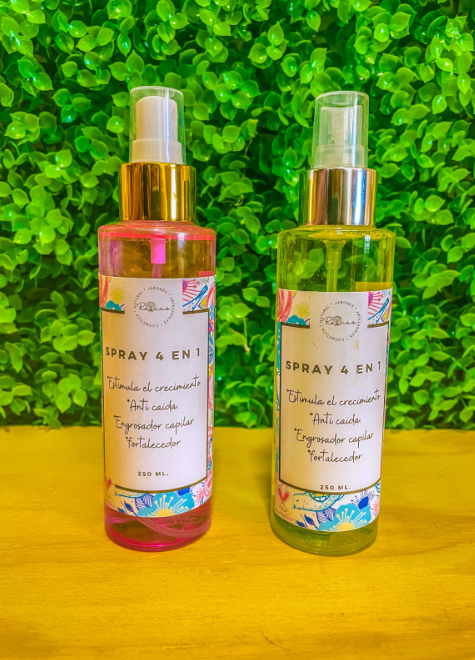 SPRAY 4 EN 1
*Estimula el crecimiento
*Anti caida
*Engrosador capilar
*fortalecedor
250 ML.
SPRAY 4 EN 1
*Estimula el crecimiento
*Anti caida
*Engrosador capilar
*fortalecedor
250 ML.